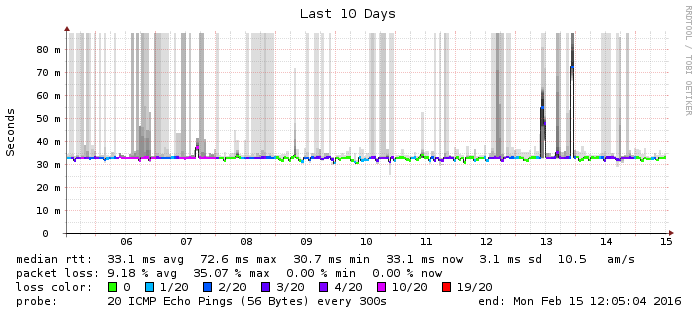 Last 10 Days
RRDTOOL / TOBI OETIKER
Seconds
80 m
70 m
60 m
50 m
40 m
30 m
20 m
10 m
0
06 07 08 09 10 11 12 13 14 15
median rtt: 33.1 ms avg 72.6 ms max 30.7 ms min 33.1 ms now 3.1 ms sd 10.5 am/s
packet loss: 9.18 % avg 35.07 % max 0.00 % min 0.00 % now
loss color: 0 1/20 2/20 3/20 4/20 10/20 19/20
probe: 20 ICMP Echo Pings (56 Bytes) every 300s end: Mon Feb 15 12:05:04 2016